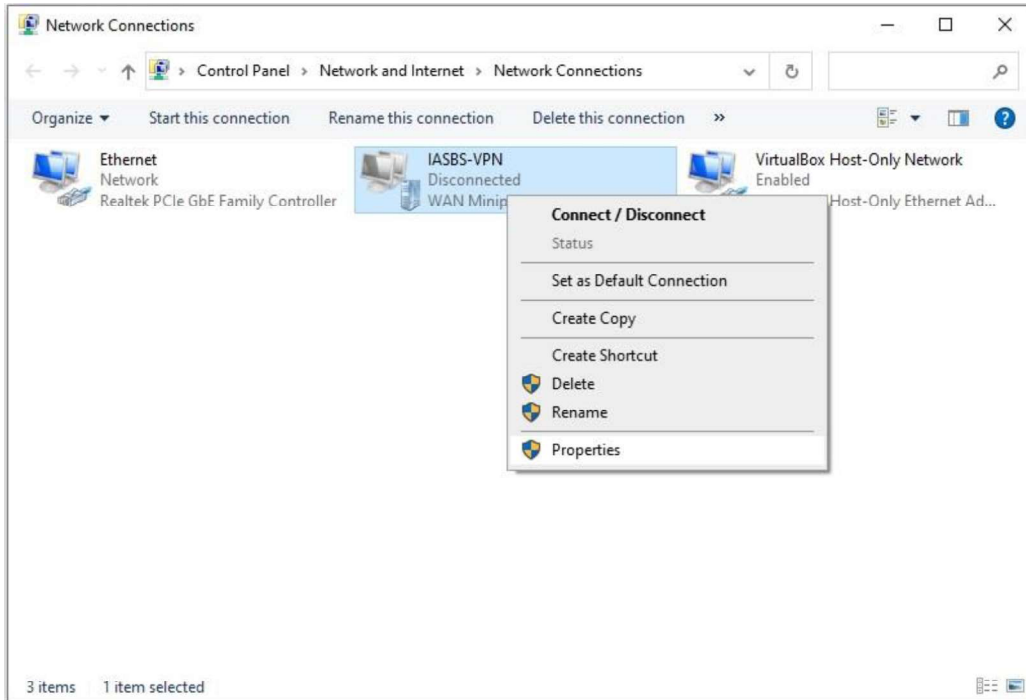 Network Connections
Control Panel > Network and Internet > Network Connections
Organize Start this connection Rename this connection Delete this connection »
Ethernet
Network
Realtek PCIe GbE Family Controller
IASBS-VPN
Disconnected
WAN Minip
VirtualBox Host-Only Network
Enabled
Host-Only Ethernet Ad...
Connect / Disconnect
Status
Set as Default Connection
Create Copy
Create Shortcut
Delete
Rename
Properties
3 items 1 item selected